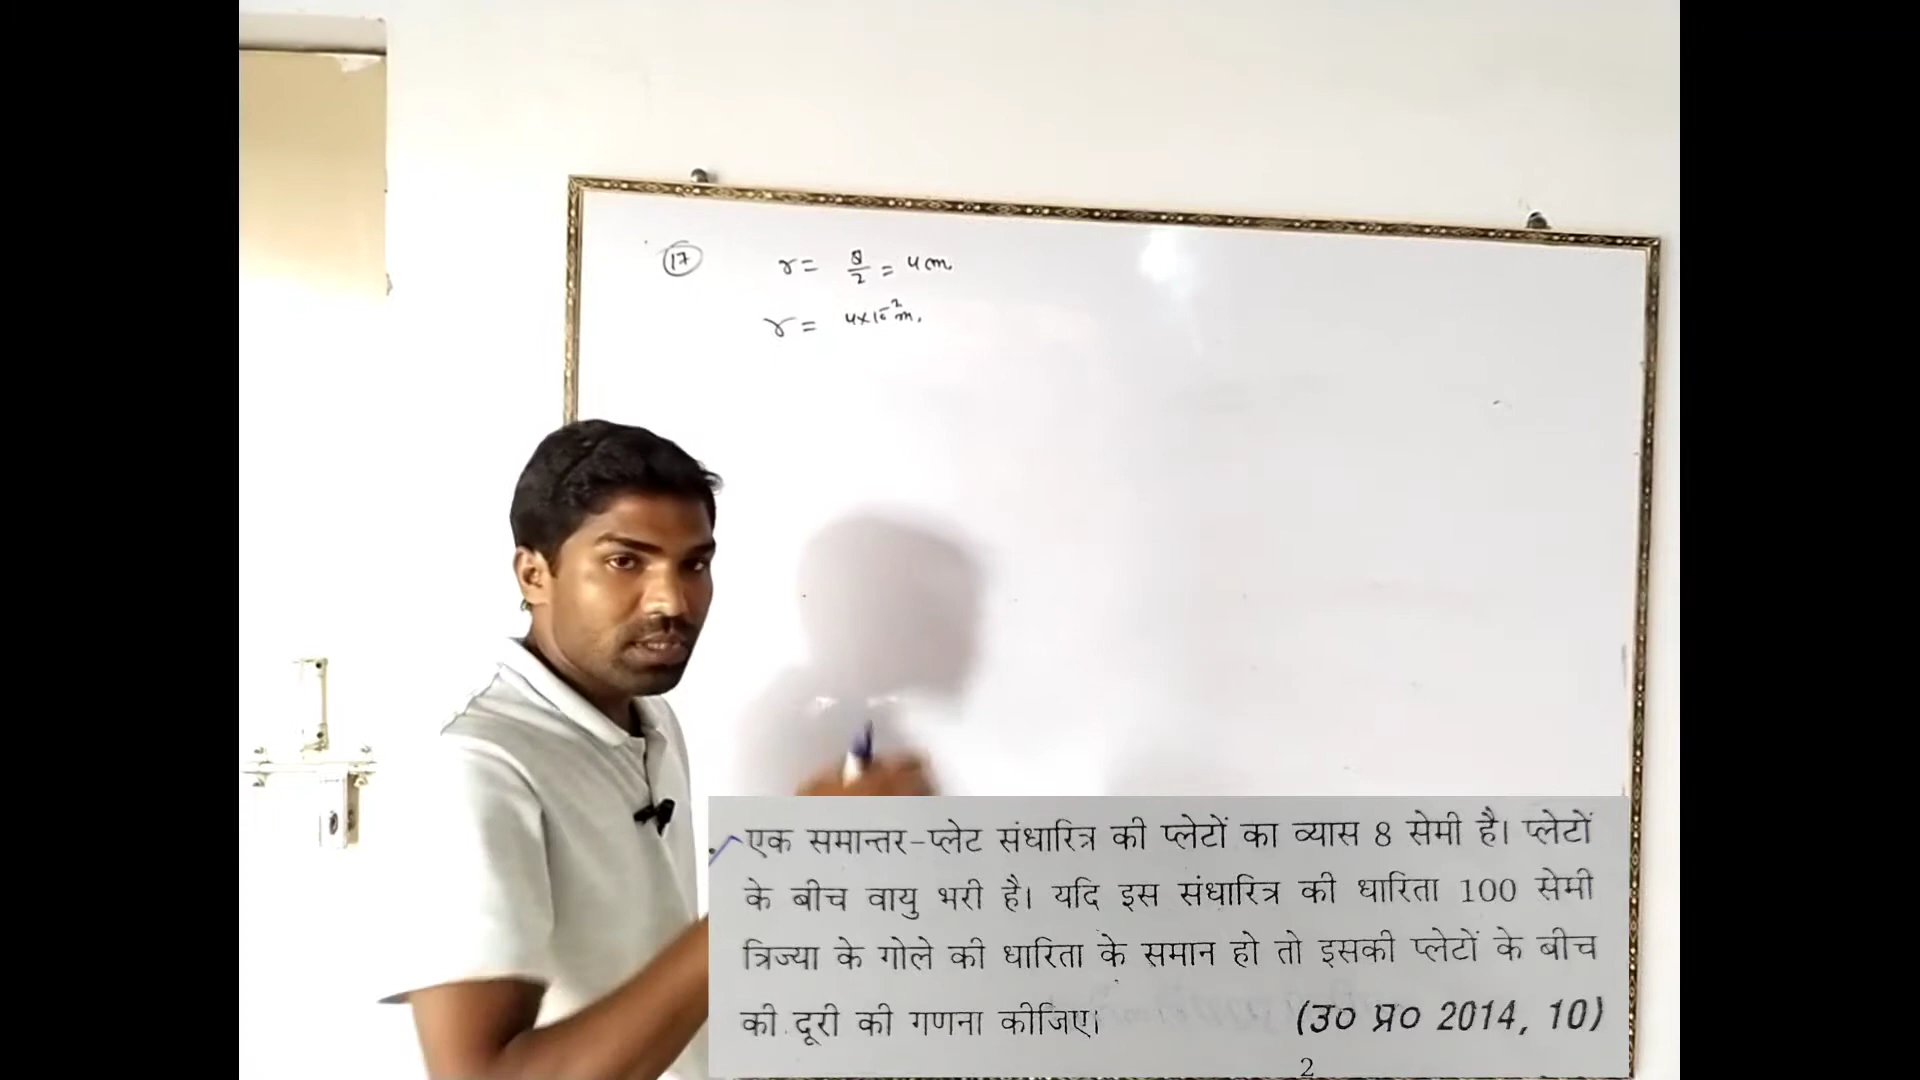 17 r = 8/2 = 4 cm
r = 4×10⁻² m.
एक समान्तर-प्लेट संधारित्र की प्लेटों का व्यास 8 सेमी है। प्लेटों
के बीच वायु भरी है। यदि इस संधारित्र की धारिता 100 सेमी
त्रिज्या के गोले की धारिता के समान हो तो इसकी प्लेटों के बीच
की दूरी की गणना कीजिए। (उ० प्र० 2014, 10)
2